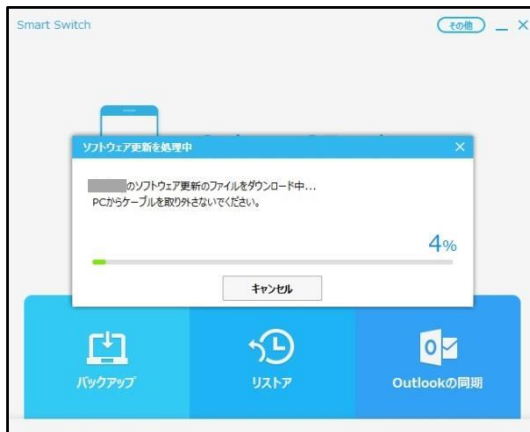 Smart Switch
その他
ソフトウェア更新を処理中
のソフトウェア更新のファイルをダウンロード中...
PCからケーブルを取り外さないでください。
4%
キャンセル
バックアップ
リストア
Outlookの同期